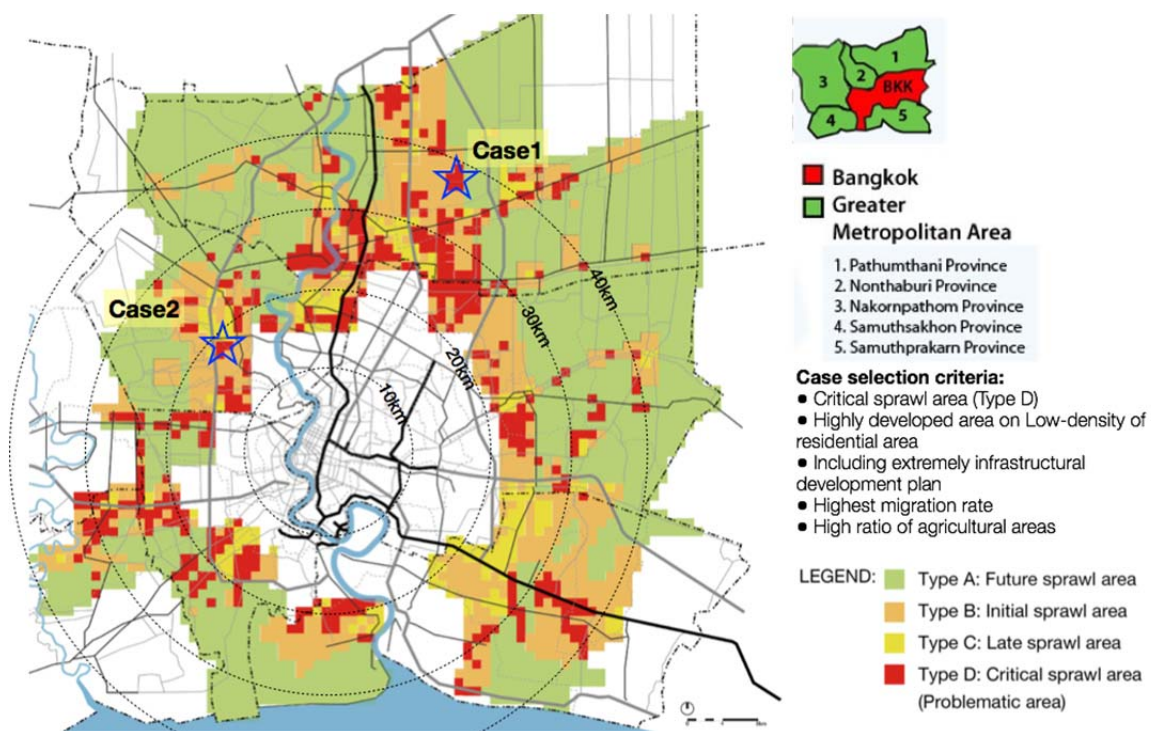 Case1
Case2
40km
30km
20km
10km
1
2
3
BKK
4
5
Bangkok
Greater
Metropolitan Area
1. Pathumthani Province
2. Nonthaburi Province
3. Nakornpathom Province
4. Samuthsakhon Province
5. Samuthprakarn Province
Case selection criteria:
• Critical sprawl area (Type D)
• Highly developed area on Low-density of
residential area
• Including extremely infrastructural
development plan
• Highest migration rate
• High ratio of agricultural areas
LEGEND:
Type A: Future sprawl area
Type B: Initial sprawl area
Type C: Late sprawl area
Type D: Critical sprawl area
(Problematic area)